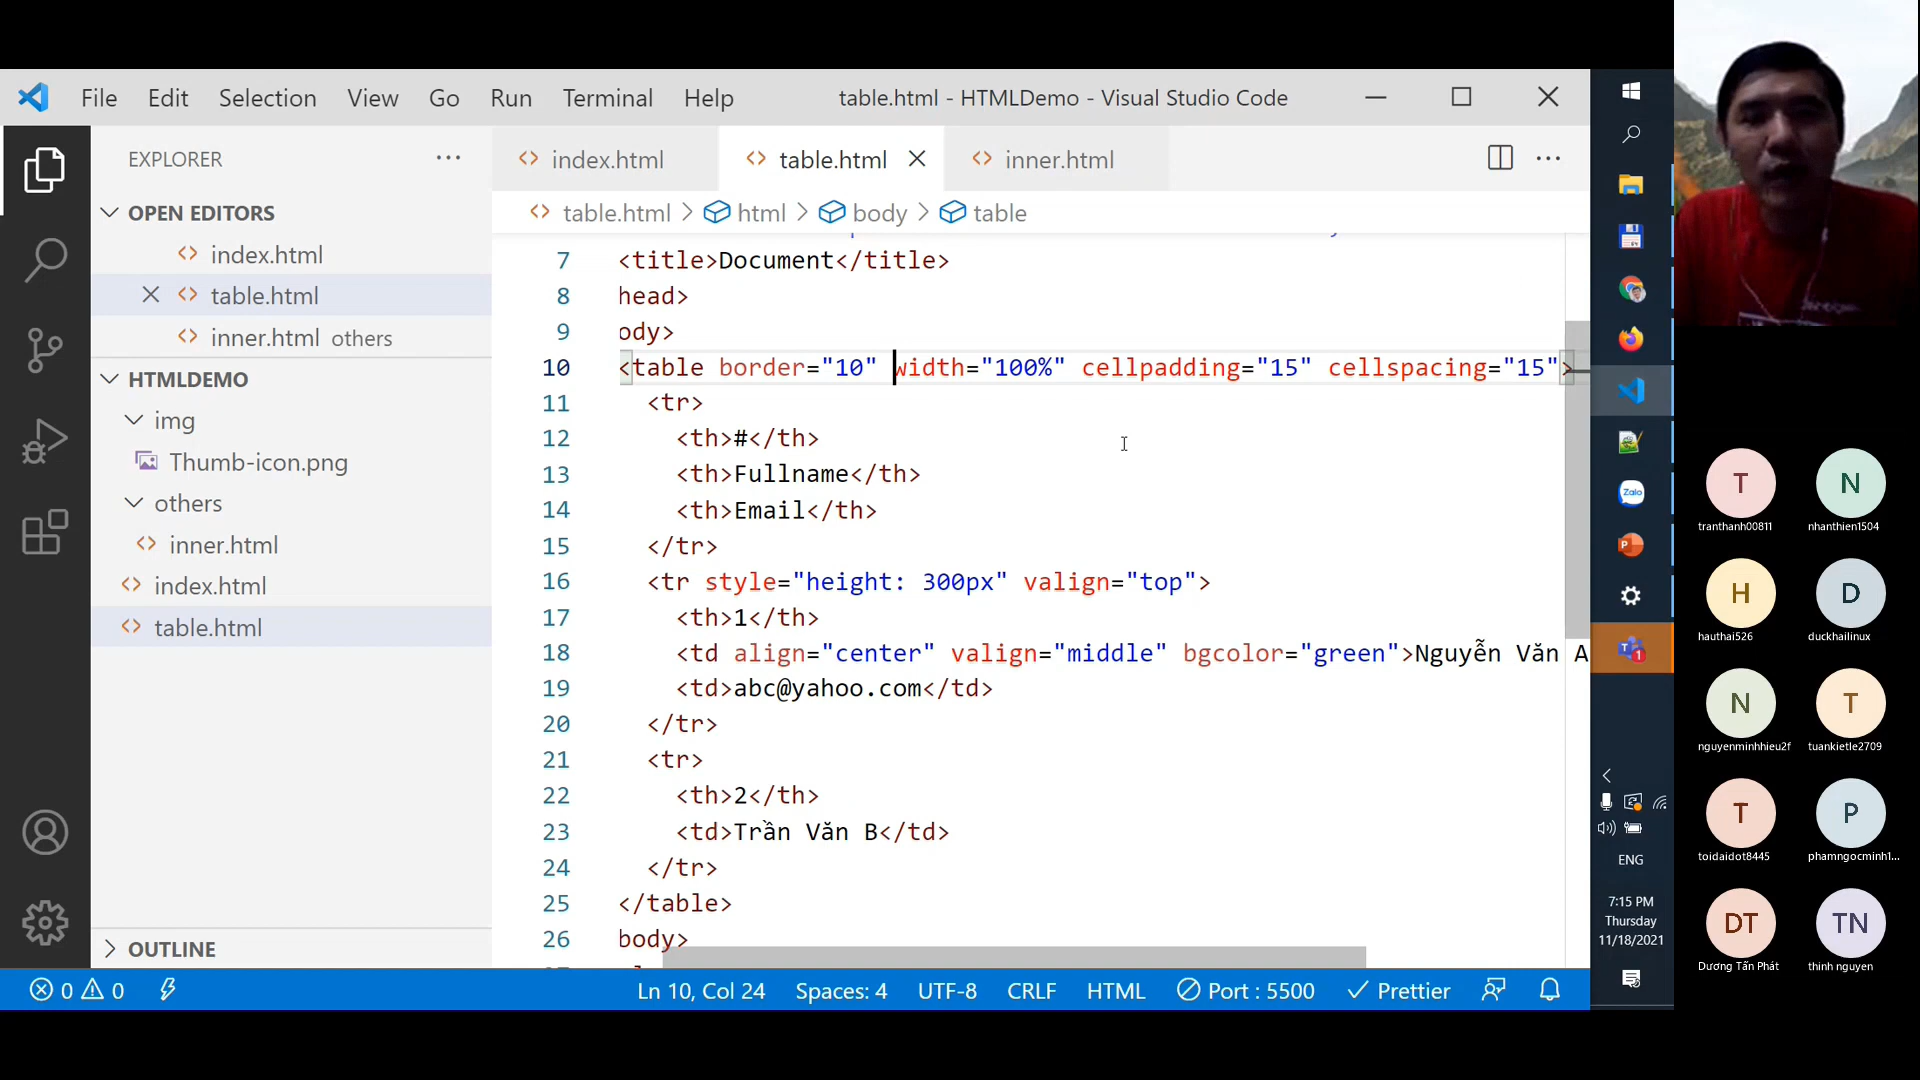 File Edit Selection View Go Run Terminal Help table.html - HTMLDemo - Visual Studio Code
EXPLORER
OPEN EDITORS
index.html
table.html
inner.html others
HTMLDEMO
img
Thumb-icon.png
others
inner.html
index.html
table.html
OUTLINE
index.html table.html inner.html
table.html > html > body > table
7 <title>Document</title>
8 head>
9 ody>
10 <table border="10" width="100%" cellpadding="15" cellspacing="15">
11 <tr>
12 <th>#</th>
13 <th>Fullname</th>
14 <th>Email</th>
15 </tr>
16 <tr style="height: 300px" valign="top">
17 <th>1</th>
18 <td align="center" valign="middle" bgcolor="green">Nguyễn Văn A
19 <td>abc@yahoo.com</td>
20 </tr>
21 <tr>
22 <th>2</th>
23 <td>Trần Văn B</td>
24 </tr>
25 </table>
26 body>
0 0 Ln 10, Col 24 Spaces: 4 UTF-8 CRLF HTML Port : 5500 Prettier
Zalo
P
1
ENG
7:15 PM
Thursday
11/18/2021
T N
tranthanh00811 nhanthien1504
H D
hauthai526 duckhailinux
N T
nguyenminhhieu2f tuankietle2709
T P
toidaidot8445 phamngocminh1...
DT TN
Dương Tấn Phát thinh nguyen